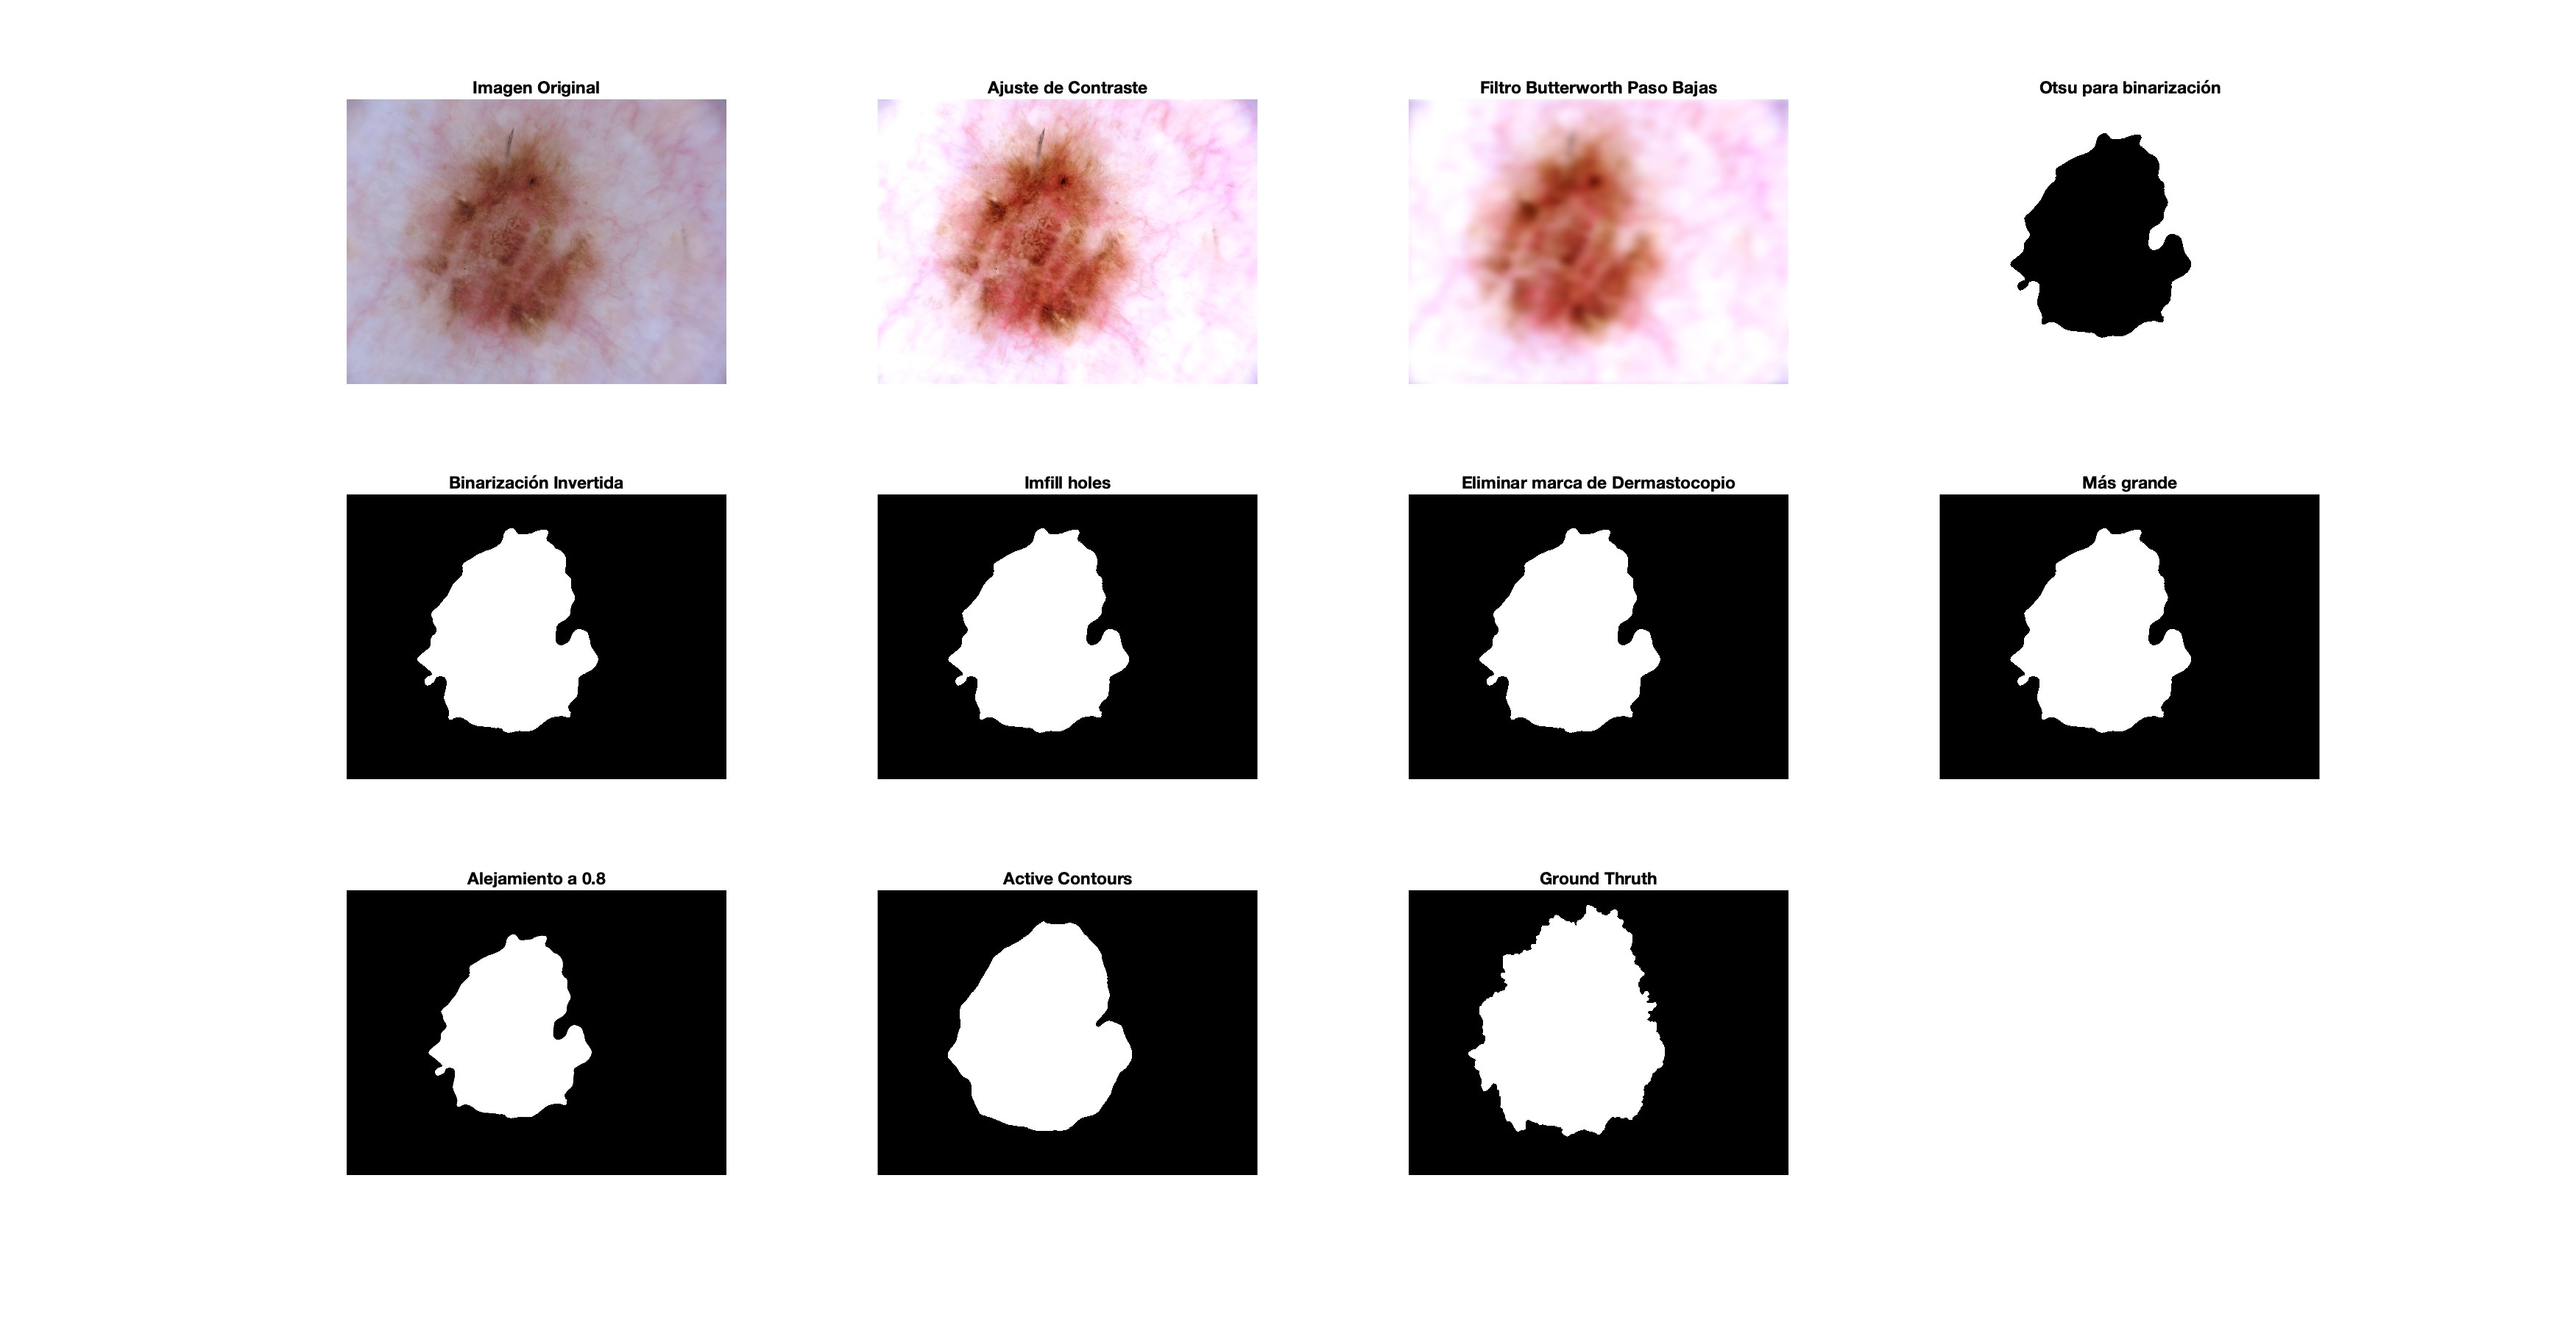 Imagen Original
Ajuste de Contraste
Filtro Butterworth Paso Bajas
Otsu para binarización
Binarización Invertida
Imfill holes
Eliminar marca de Dermastocopio
Más grande
Alejamiento a 0.8
Active Contours
Ground Thruth